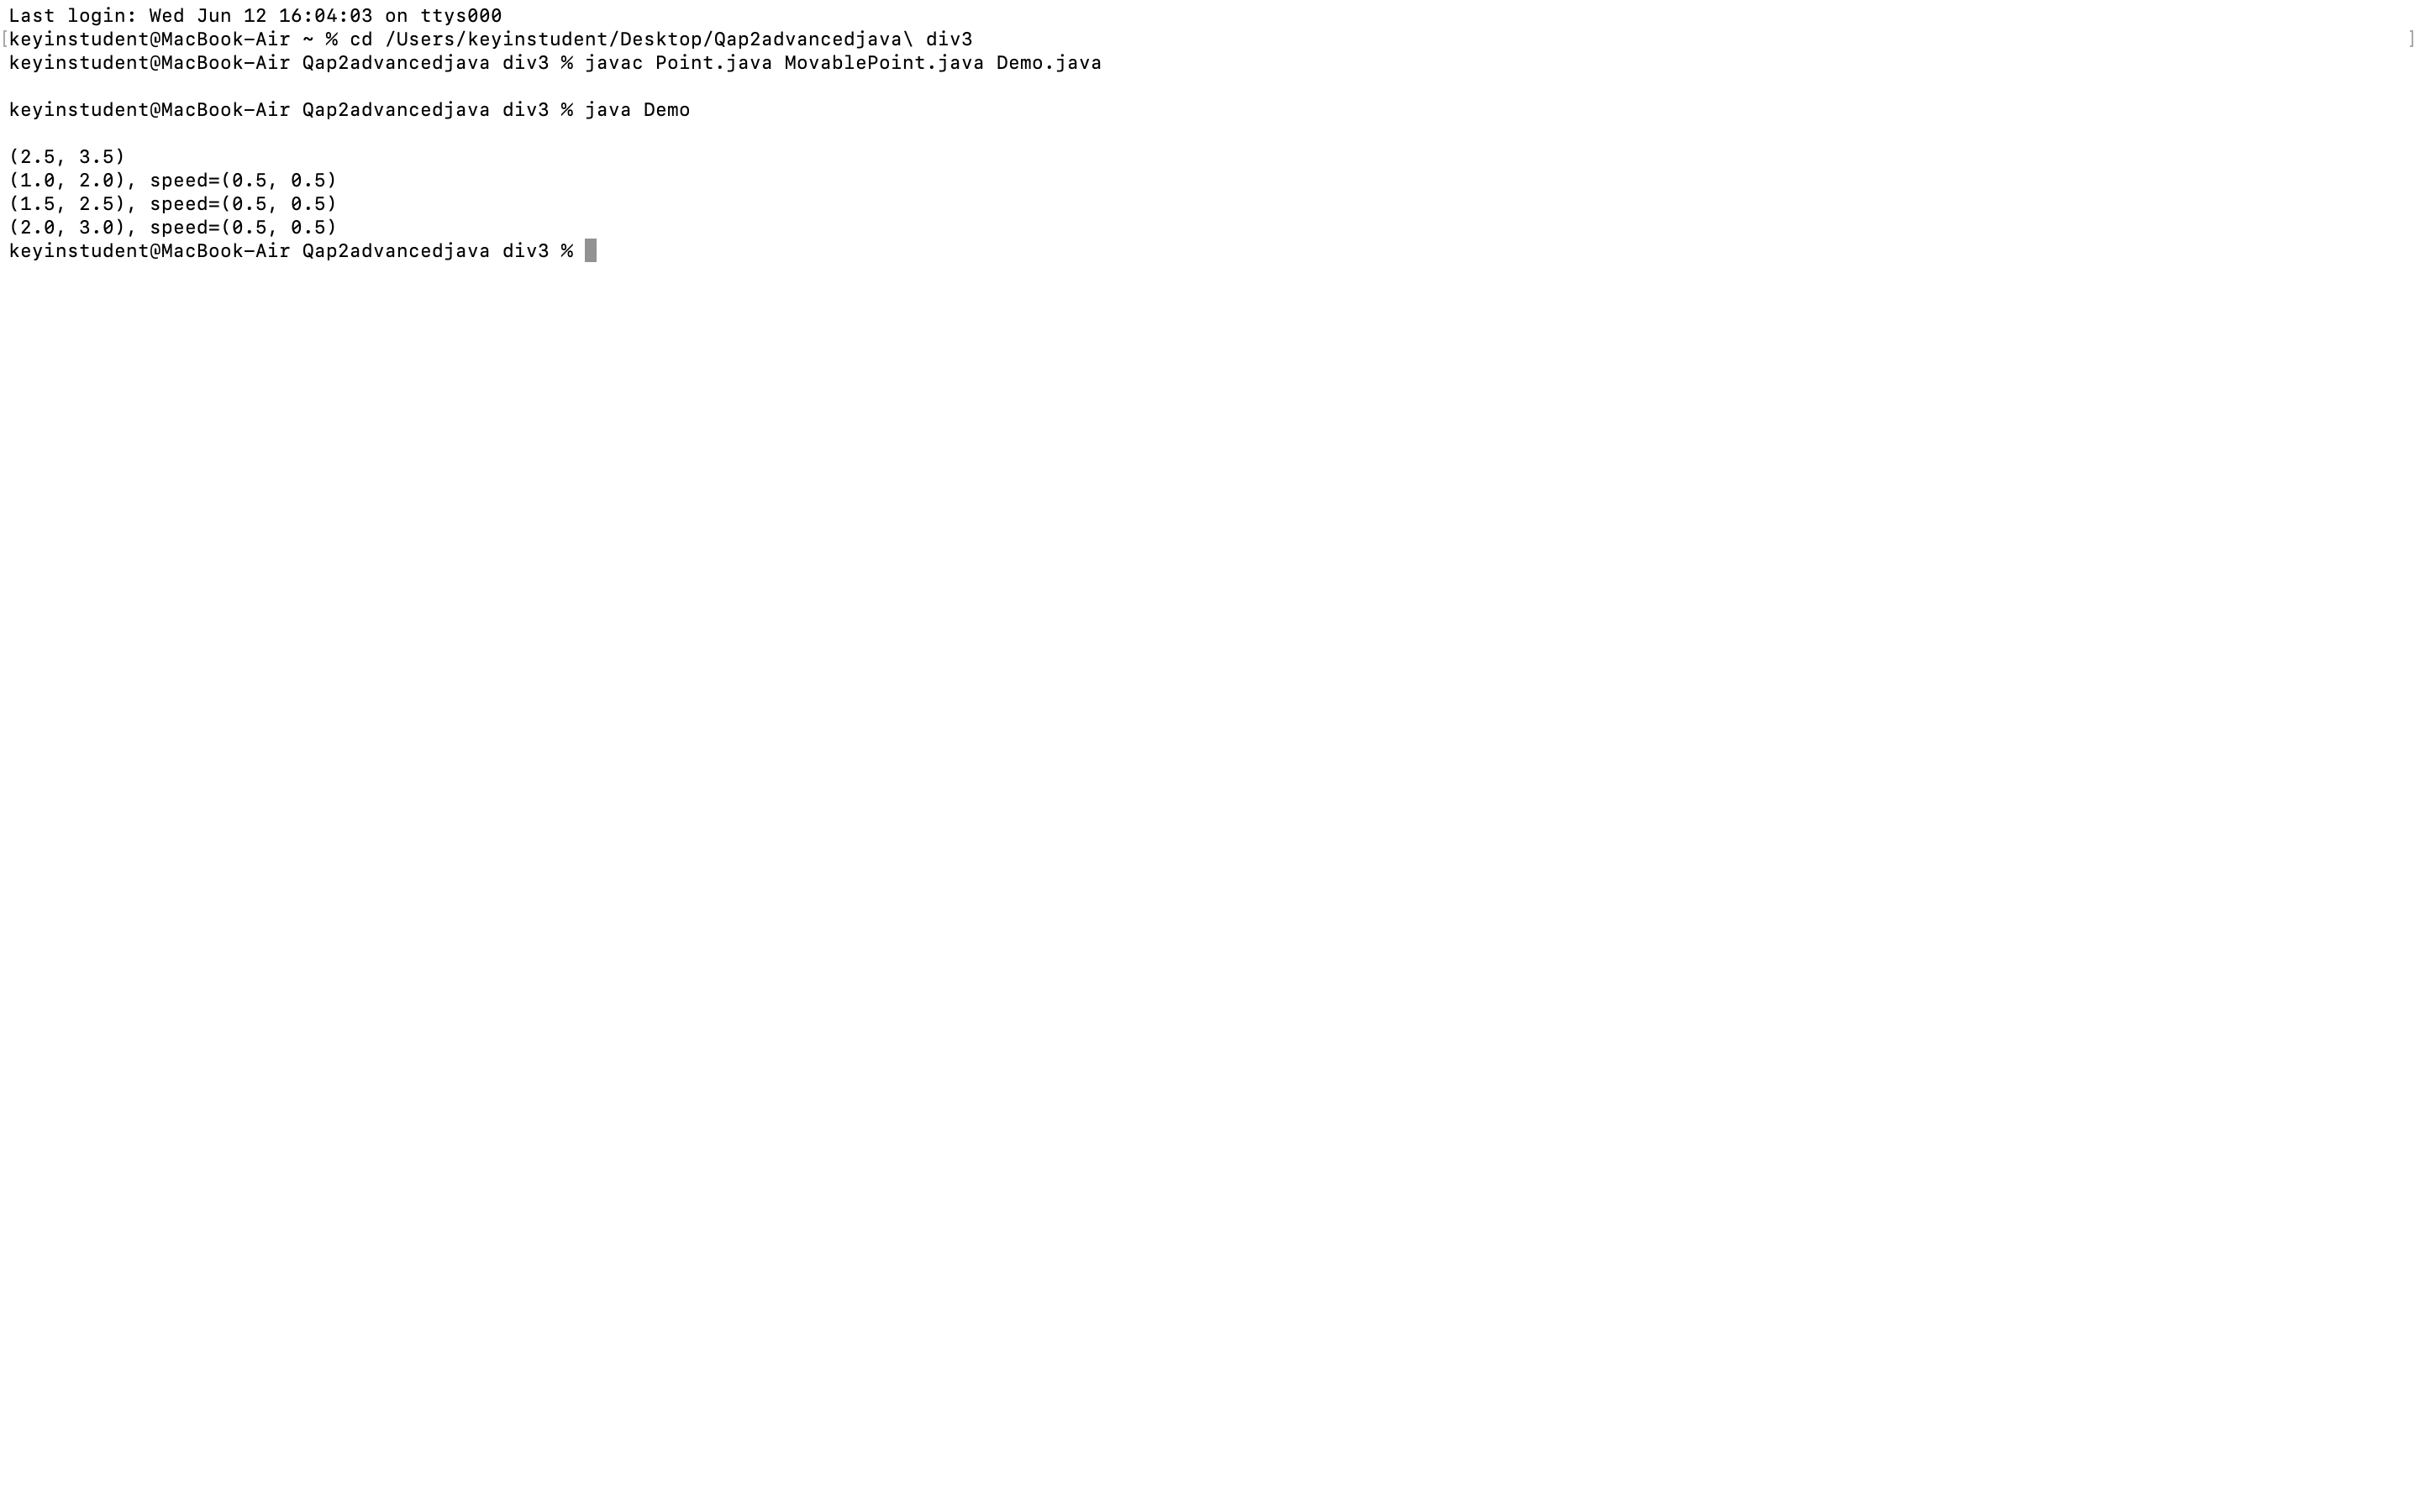 Last login: Wed Jun 12 16:04:03 on ttys000
[keyinstudent@MacBook-Air ~ % cd /Users/keyinstudent/Desktop/Qap2advancedjava\ div3 ]
keyinstudent@MacBook-Air Qap2advancedjava div3 % javac Point.java MovablePoint.java Demo.java
keyinstudent@MacBook-Air Qap2advancedjava div3 % java Demo
(2.5, 3.5)
(1.0, 2.0), speed=(0.5, 0.5)
(1.5, 2.5), speed=(0.5, 0.5)
(2.0, 3.0), speed=(0.5, 0.5)
keyinstudent@MacBook-Air Qap2advancedjava div3 %